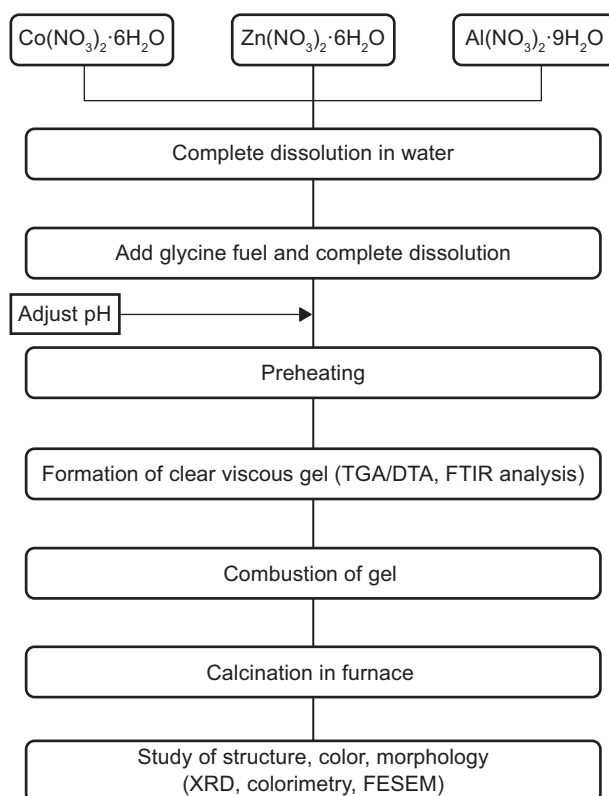 Co(NO₃)₂·6H₂O
Zn(NO₃)₂·6H₂O
Al(NO₃)₂·9H₂O
Complete dissolution in water
Add glycine fuel and complete dissolution
Adjust pH
Preheating
Formation of clear viscous gel (TGA/DTA, FTIR analysis)
Combustion of gel
Calcination in furnace
Study of structure, color, morphology
(XRD, colorimetry, FESEM)